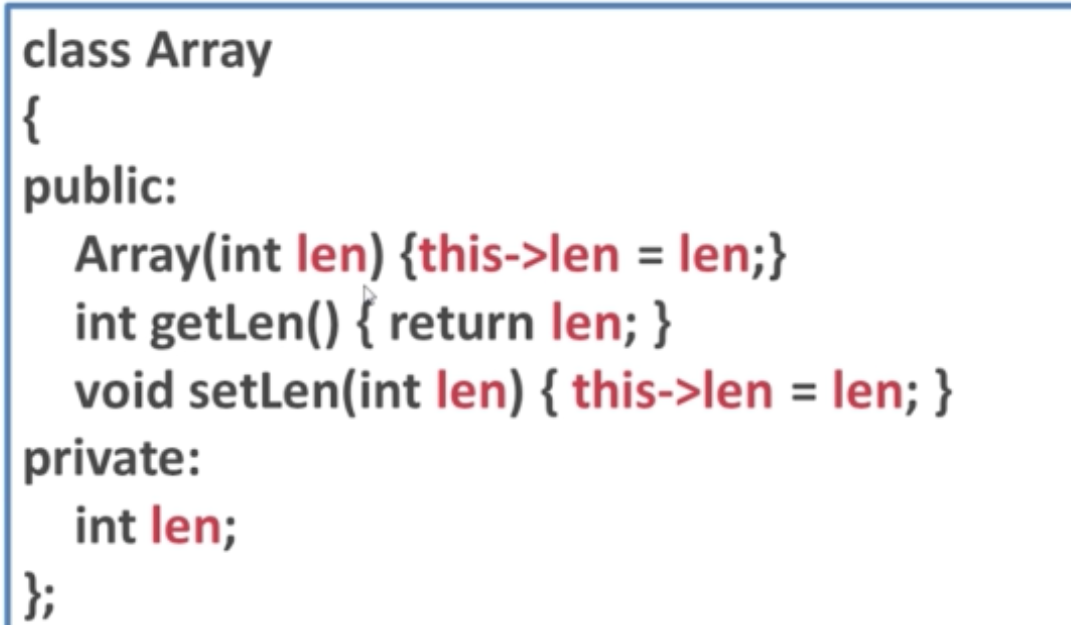 class Array
{
public:
Array(int len) {this->len = len;}
int getLen() { return len; }
void setLen(int len) { this->len = len; }
private:
int len;
};